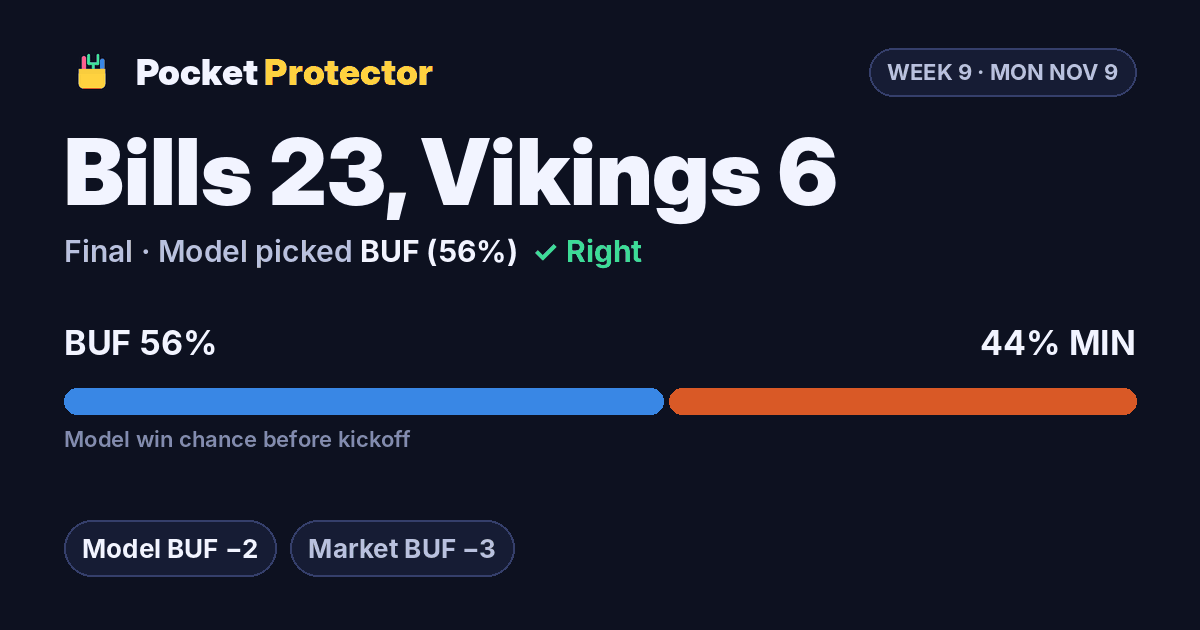 Pocket Protector
WEEK 9 · MON NOV 9
Bills 23, Vikings 6
Final · Model picked BUF (56%) ✓ Right
BUF 56%
44% MIN
Model win chance before kickoff
Model BUF −2
Market BUF −3